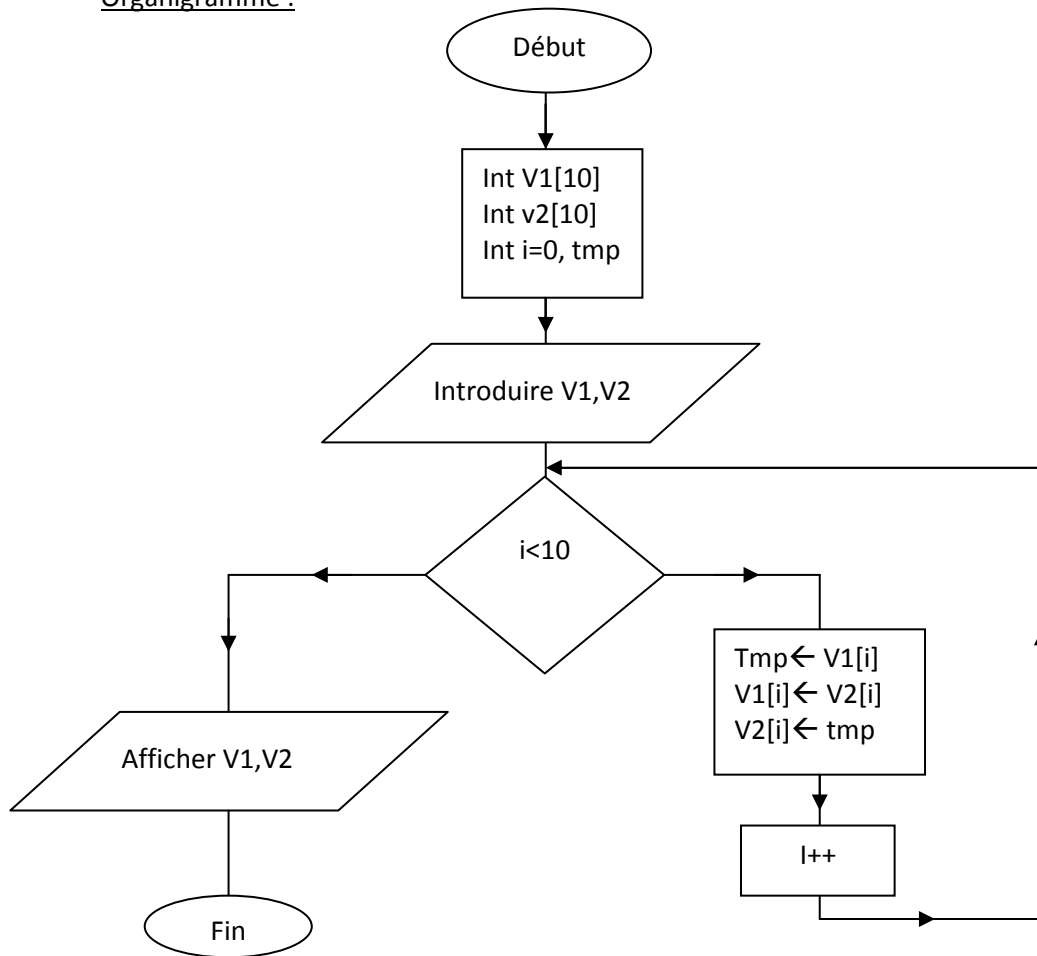 Organigramme :
Début
Int V1[10]
Int v2[10]
Int i=0, tmp
Introduire V1,V2
i<10
Tmp← V1[i]
V1[i]← V2[i]
V2[i]← tmp
Afficher V1,V2
I++
Fin